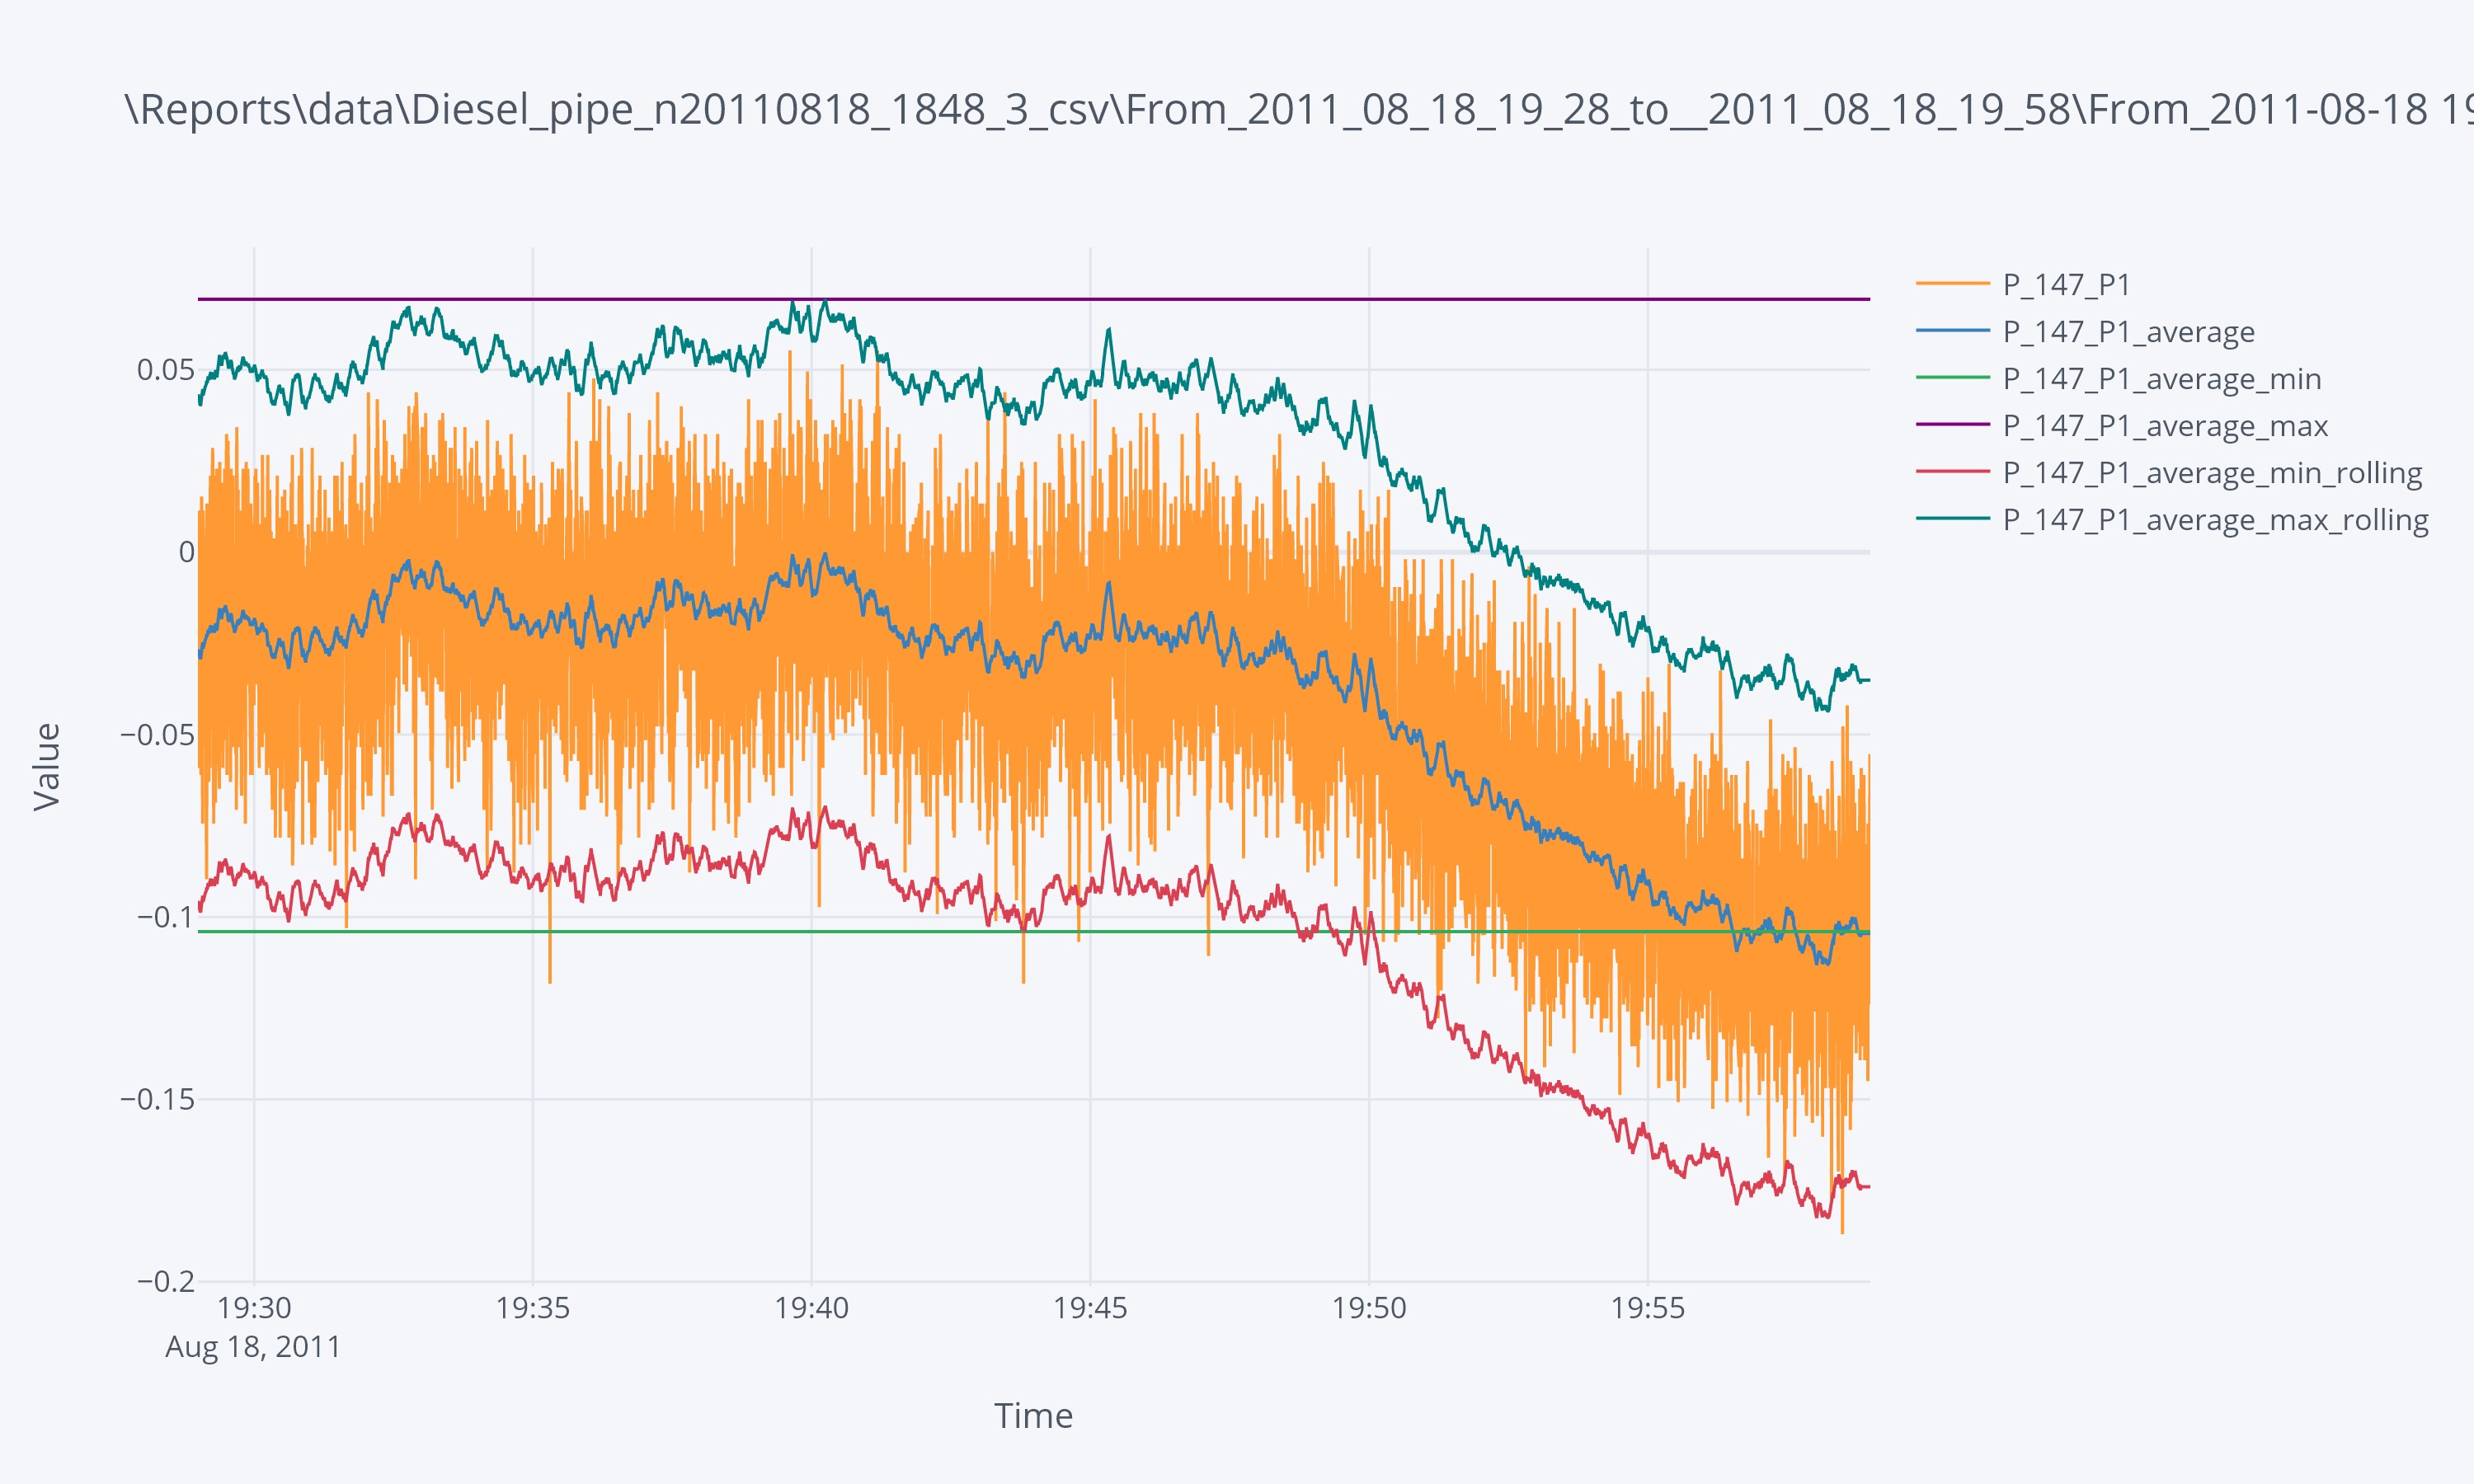 \Reports\data\Diesel_pipe_n20110818_1848_3_csv\From_2011_08_18_19_28_to__2011_08_18_19_58\From_2011-08-18 19
P_147_P1
P_147_P1_average
P_147_P1_average_min
P_147_P1_average_max
P_147_P1_average_min_rolling
P_147_P1_average_max_rolling
0.05
0
−0.05
−0.1
−0.15
−0.2
Value
19:30 19:35 19:40 19:45 19:50 19:55
Aug 18, 2011
Time